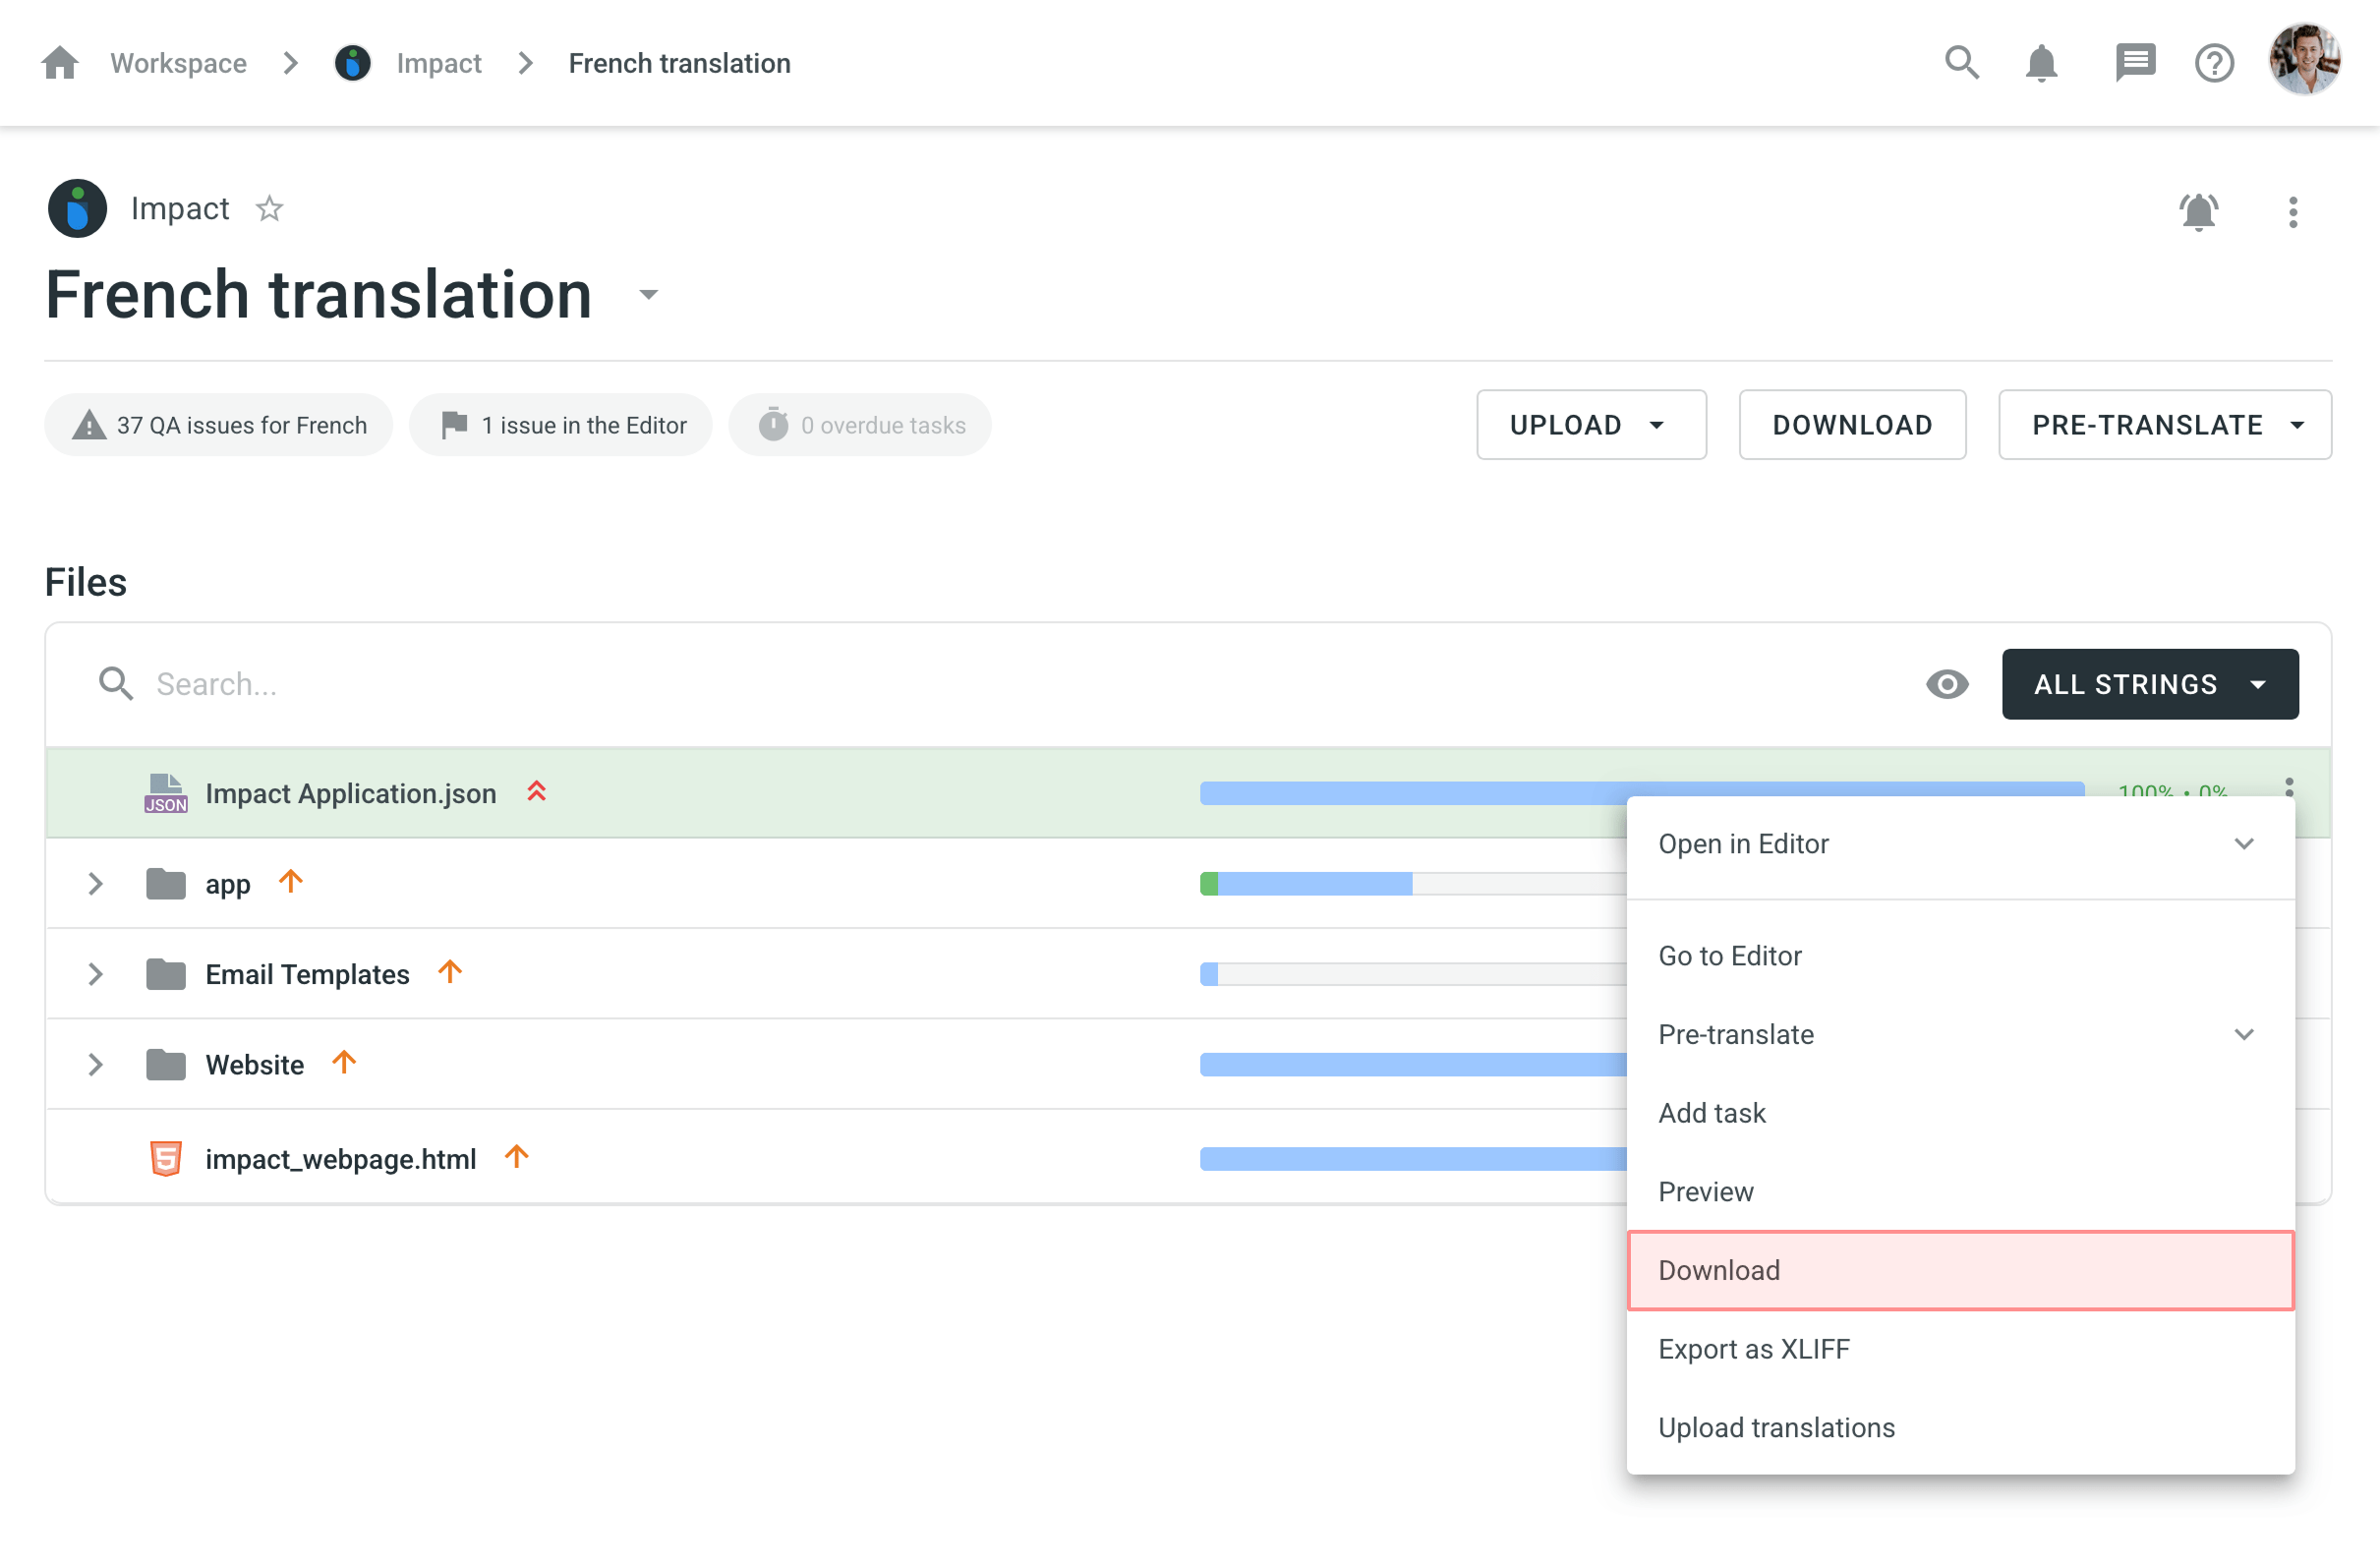 Workspace > Impact > French translation
Impact
French translation
37 QA issues for French
1 issue in the Editor
0 overdue tasks
UPLOAD
DOWNLOAD
PRE-TRANSLATE
Files
Search...
ALL STRINGS
JSON
Impact Application.json
100% • 0%
Open in Editor
app
Go to Editor
Email Templates
Pre-translate
Website
Add task
impact_webpage.html
Preview
Download
Export as XLIFF
Upload translations